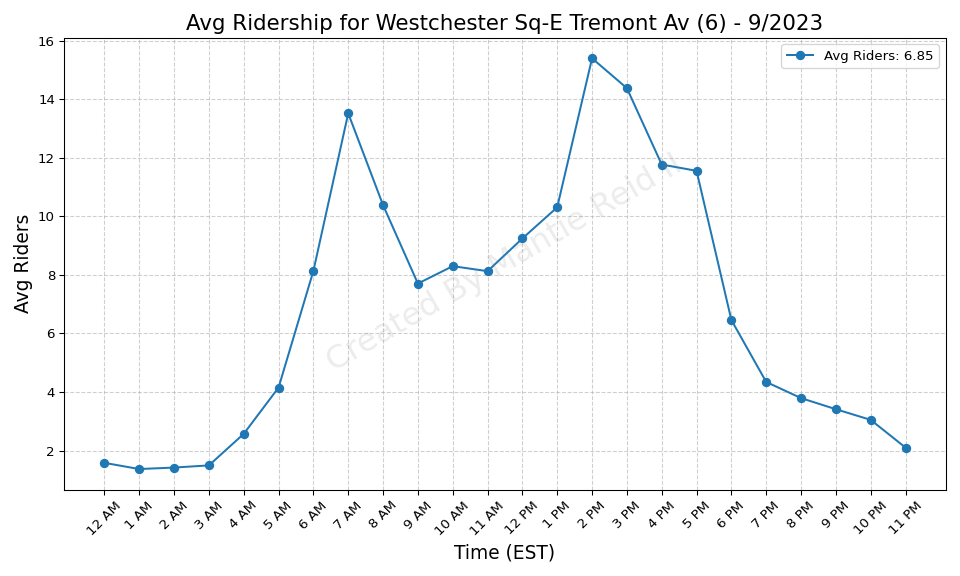 Avg Ridership for Westchester Sq-E Tremont Av (6) - 9/2023
Avg Riders: 6.85
16
14
12
10
8
6
4
2
Avg Riders
Created By Mantie Reid II
12 AM
1 AM
2 AM
3 AM
4 AM
5 AM
6 AM
7 AM
8 AM
9 AM
10 AM
11 AM
12 PM
1 PM
2 PM
3 PM
4 PM
5 PM
6 PM
7 PM
8 PM
9 PM
10 PM
11 PM
Time (EST)